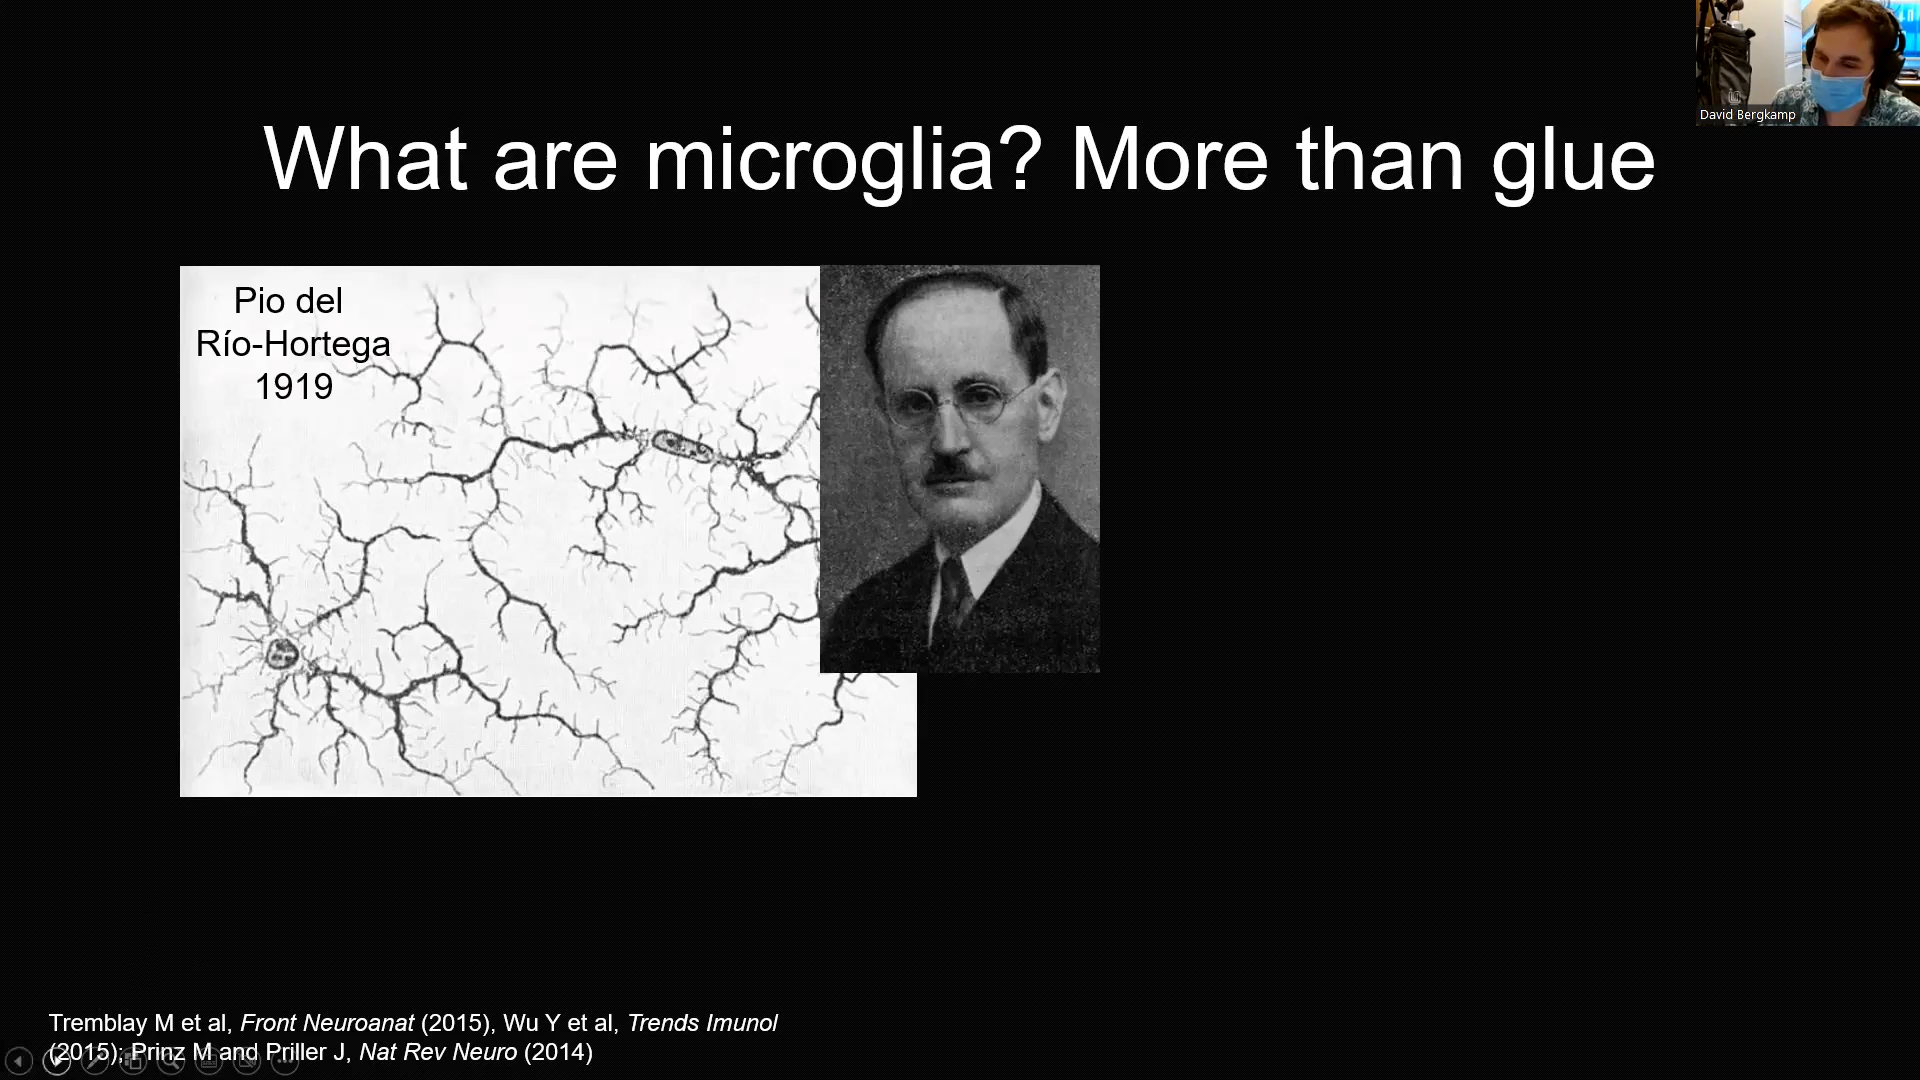 David Bergkamp
What are microglia? More than glue
Pio del
Río-Hortega
1919
Tremblay M et al, Front Neuroanat (2015), Wu Y et al, Trends Imunol
(2015); Prinz M and Priller J, Nat Rev Neuro (2014)